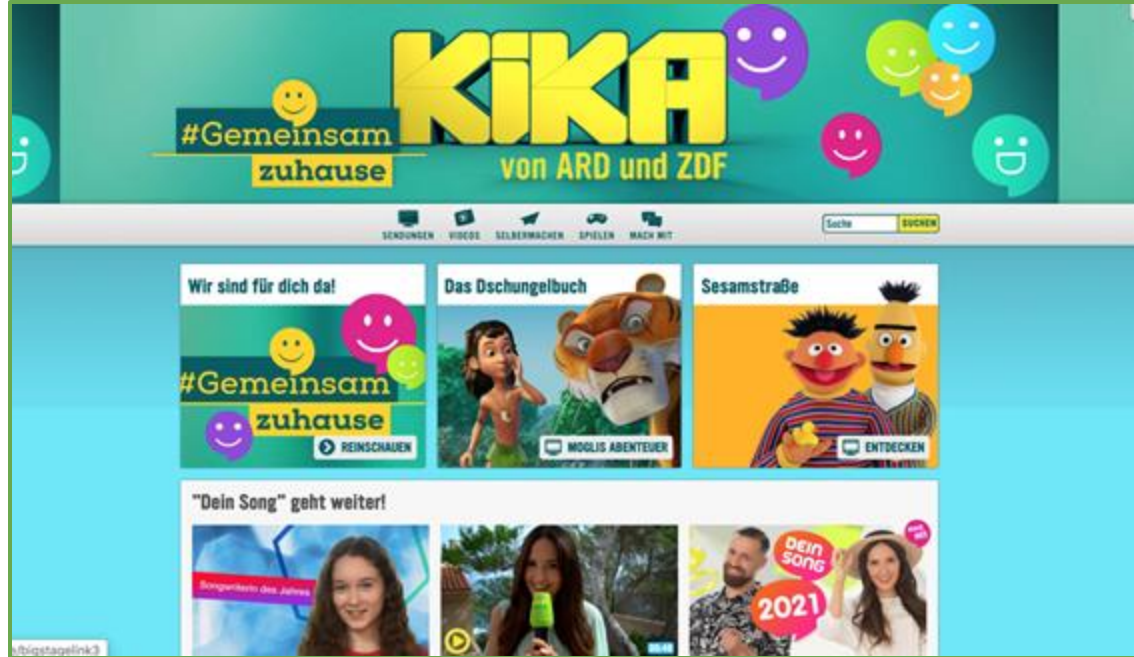 KiKA
#Gemeinsam
zuhause
von ARD und ZDF
SENDUNGEN VIDEOS SELBERMACHEN SPIELEN MACH MIT
Suche SUCHEN
Wir sind für dich da!
#Gemeinsam
zuhause
REINSCHAUEN
Das Dschungelbuch
MOGLIS ABENTEUER
Sesamstraße
ENTDECKEN
"Dein Song" geht weiter!
Songwriterin des Jahres
DEIN
SONG
2021
/bigstagelink3